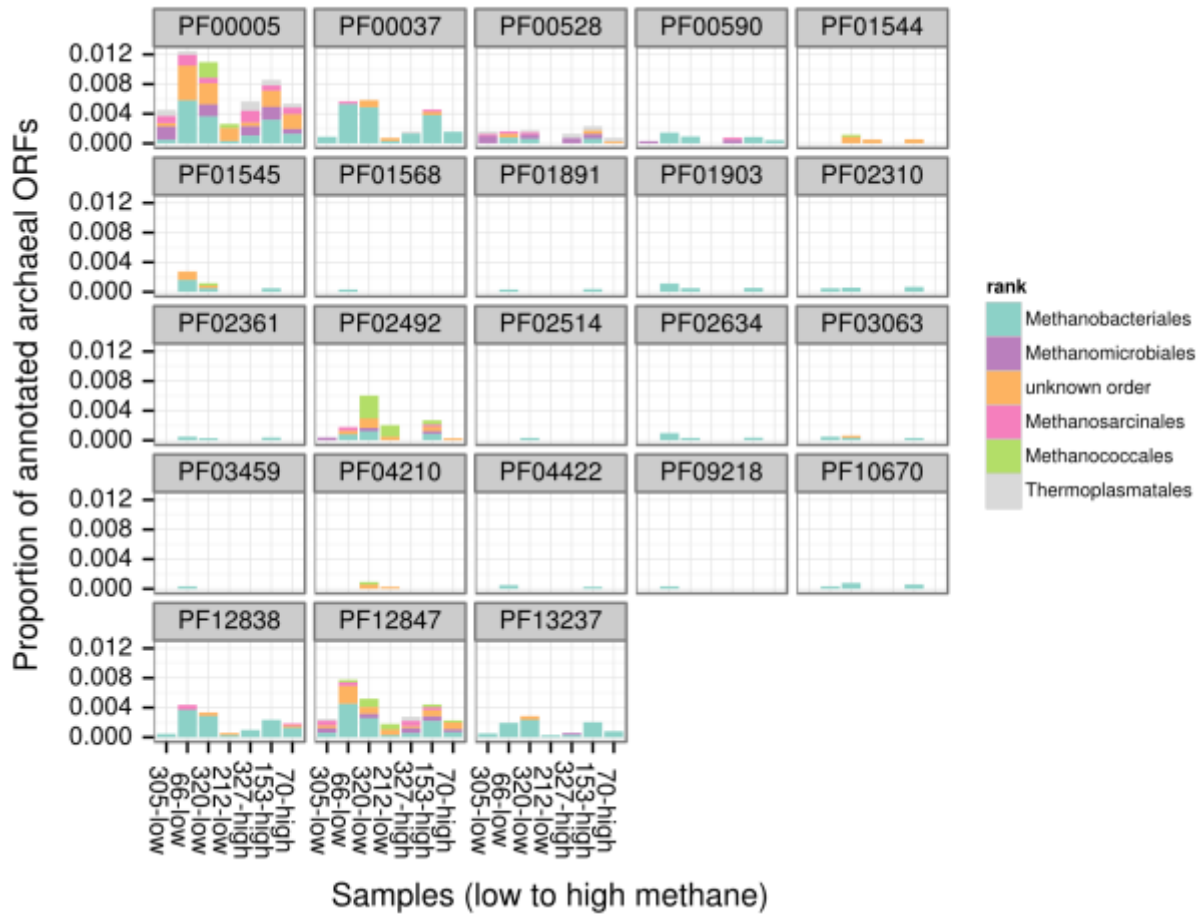 PF00005 PF00037 PF00528 PF00590 PF01544
0.012
0.008
0.004
0.000
PF01545 PF01568 PF01891 PF01903 PF02310
0.012
0.008
0.004
0.000
PF02361 PF02492 PF02514 PF02634 PF03063
0.012
0.008
0.004
0.000
PF03459 PF04210 PF04422 PF09218 PF10670
0.012
0.008
0.004
0.000
PF12838 PF12847 PF13237
0.012
0.008
0.004
0.000
305-low 66-low 320-low 212-low 327-high 153-high 70-high 305-low 66-low 320-low 212-low 327-high 153-high 70-high 305-low 66-low 320-low 212-low 327-high 153-high 70-high
Samples (low to high methane)
Proportion of annotated archaeal ORFs
rank
Methanobacteriales
Methanomicrobiales
unknown order
Methanosarcinales
Methanococcales
Thermoplasmatales